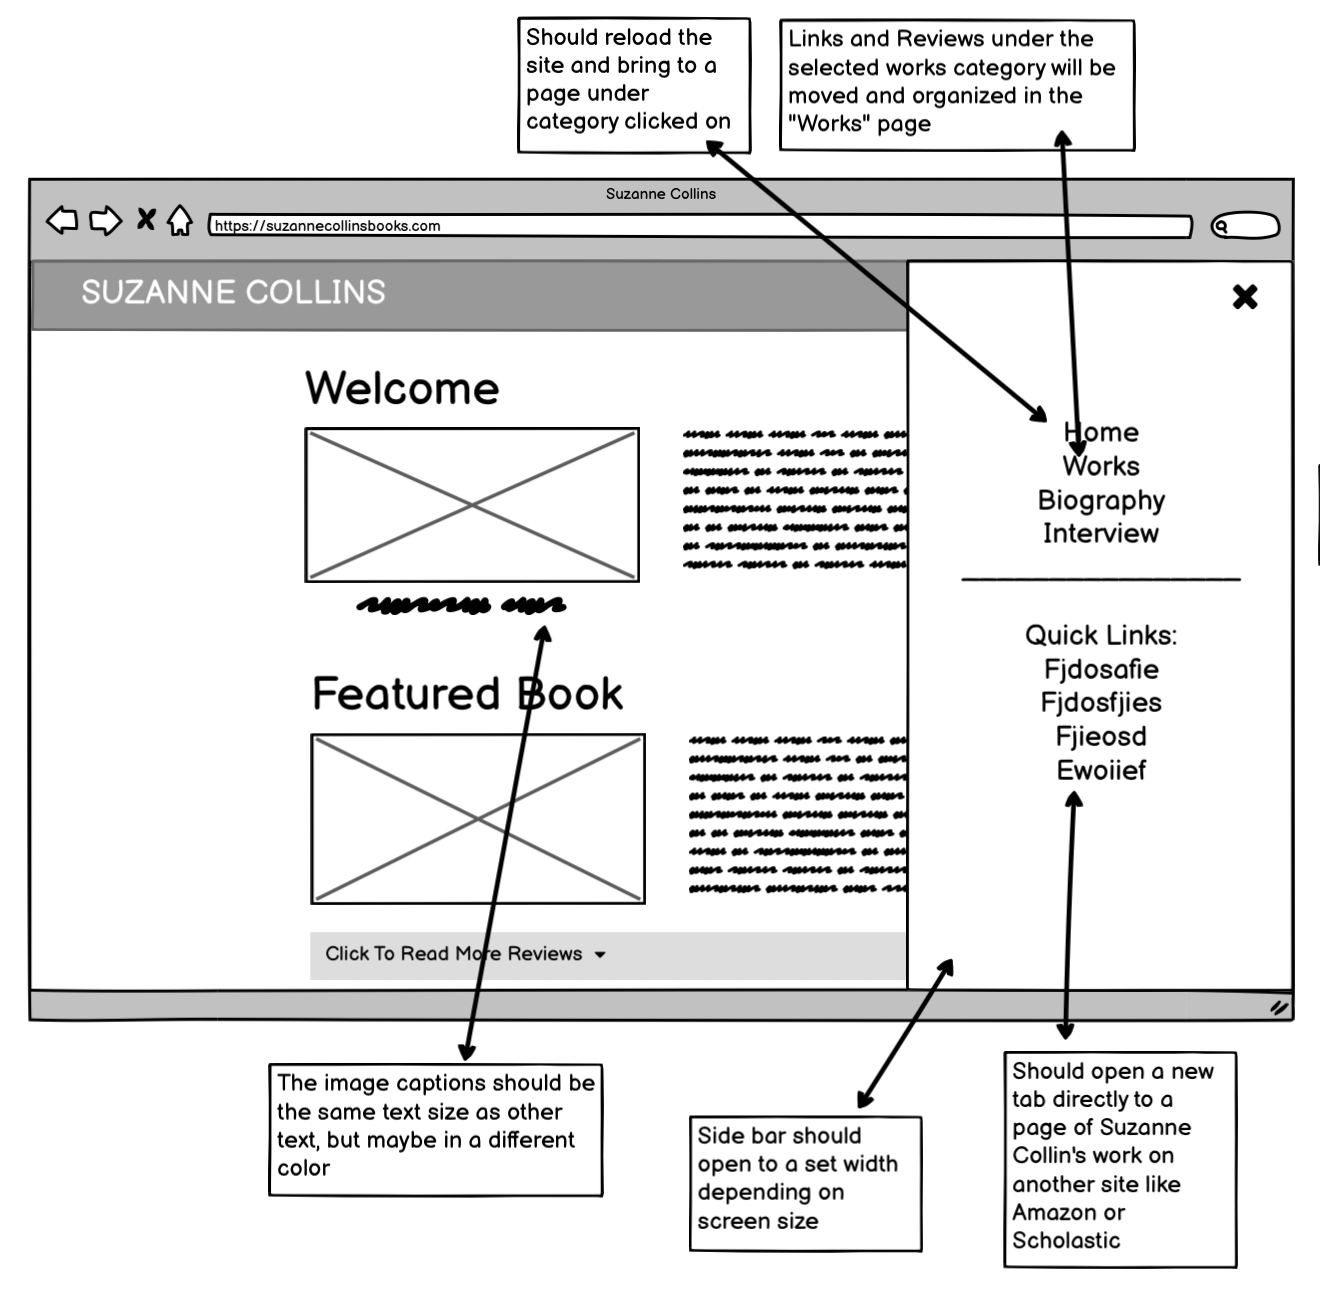 Should reload the
site and bring to a
page under
category clicked on
Links and Reviews under the
selected works category will be
moved and organized in the
"Works" page
Suzanne Collins
https://suzannecollinsbooks.com
SUZANNE COLLINS
Welcome
Home
Works
Biography
Interview
Quick Links:
Fjdosafie
Fjdosfjies
Fjieosd
Ewoiief
Featured Book
Click To Read More Reviews
The image captions should be
the same text size as other
text, but maybe in a different
color
Side bar should
open to a set width
depending on
screen size
Should open a new
tab directly to a
page of Suzanne
Collin's work on
another site like
Amazon or
Scholastic